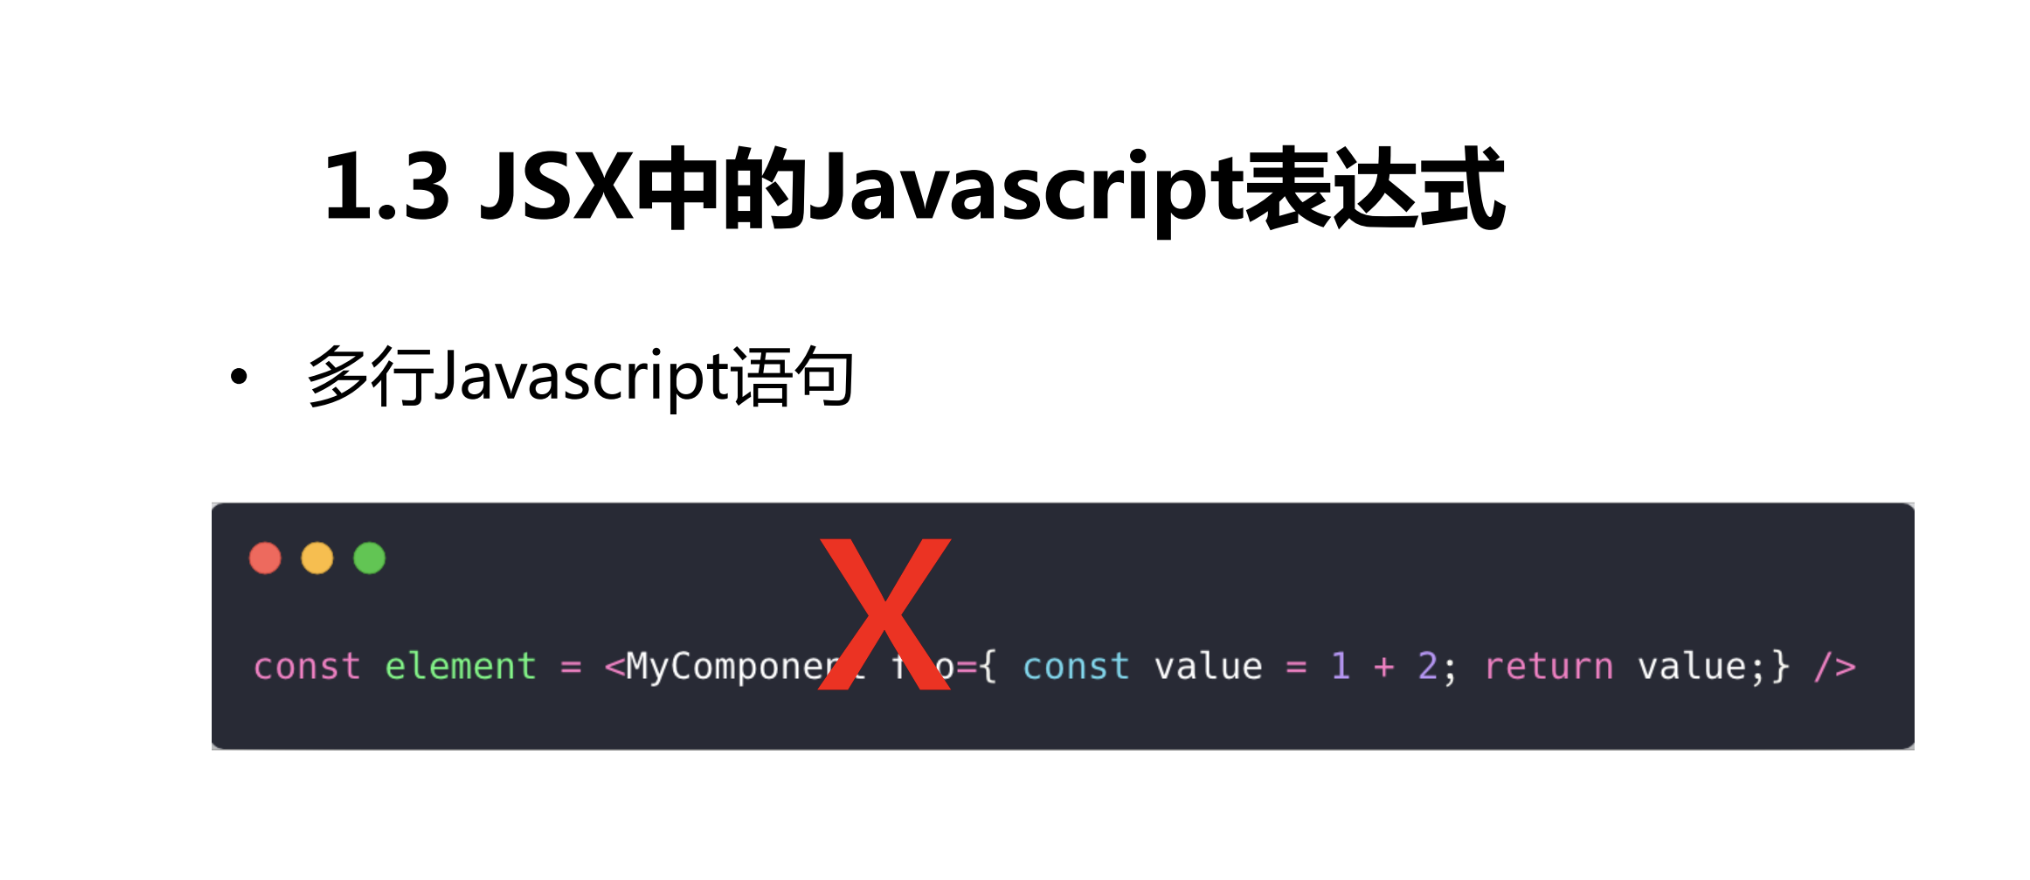 1.3 JSX中的Javascript表达式
• 多行Javascript语句
X
const element = <MyComponent foo={ const value = 1 + 2; return value;} />